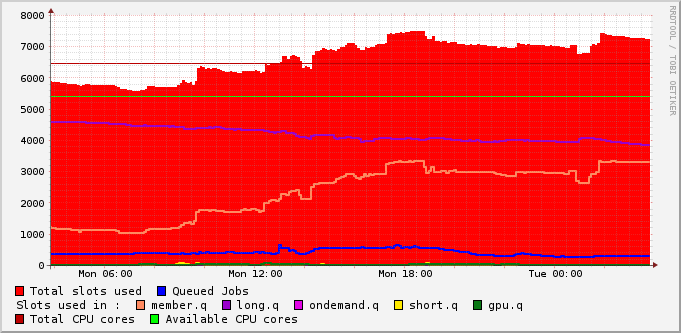 RRDTOOL / TOBI OETIKER
8000
7000
6000
5000
4000
3000
2000
1000
0
Mon 06:00 Mon 12:00 Mon 18:00 Tue 00:00
Total slots used Queued Jobs
Slots used in : member.q long.q ondemand.q short.q gpu.q
Total CPU cores Available CPU cores